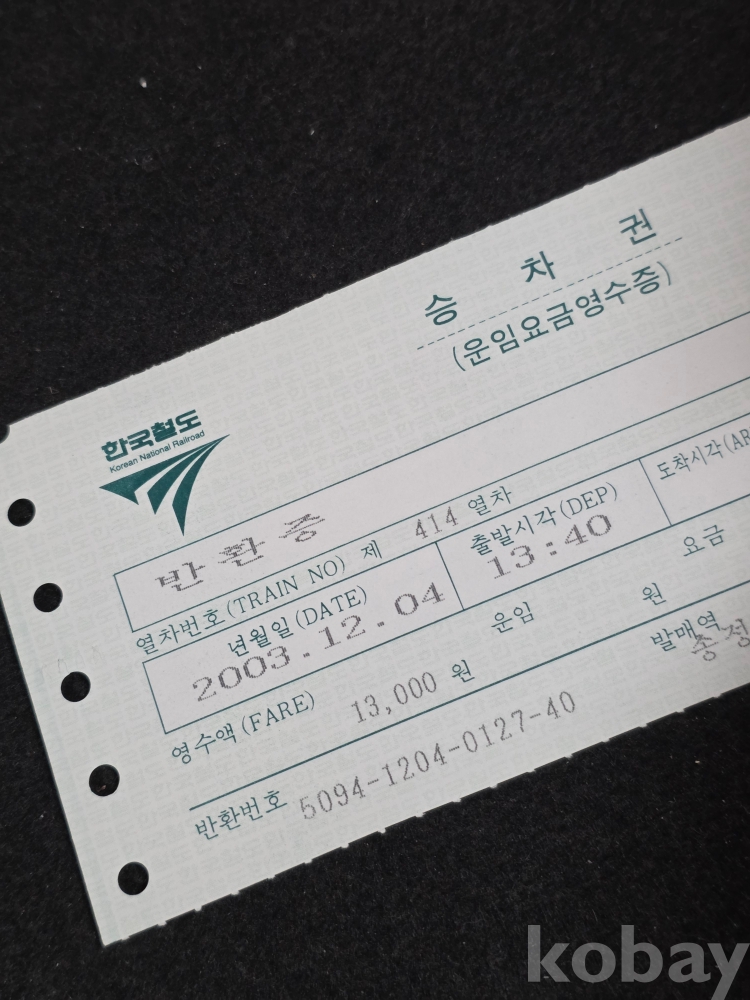 승 차 권
(운임요금영수증)
한국철도
Korean National Railroad
반 환 증
열차번호(TRAIN NO) 제 414 열차
년월일(DATE) 출발시각(DEP) 도착시각(AR
2003.12.04 13:40
영수액(FARE) 13,000 원 운임 원 요금
발매역 송정
반환번호 5094-1204-0127-40
kobay